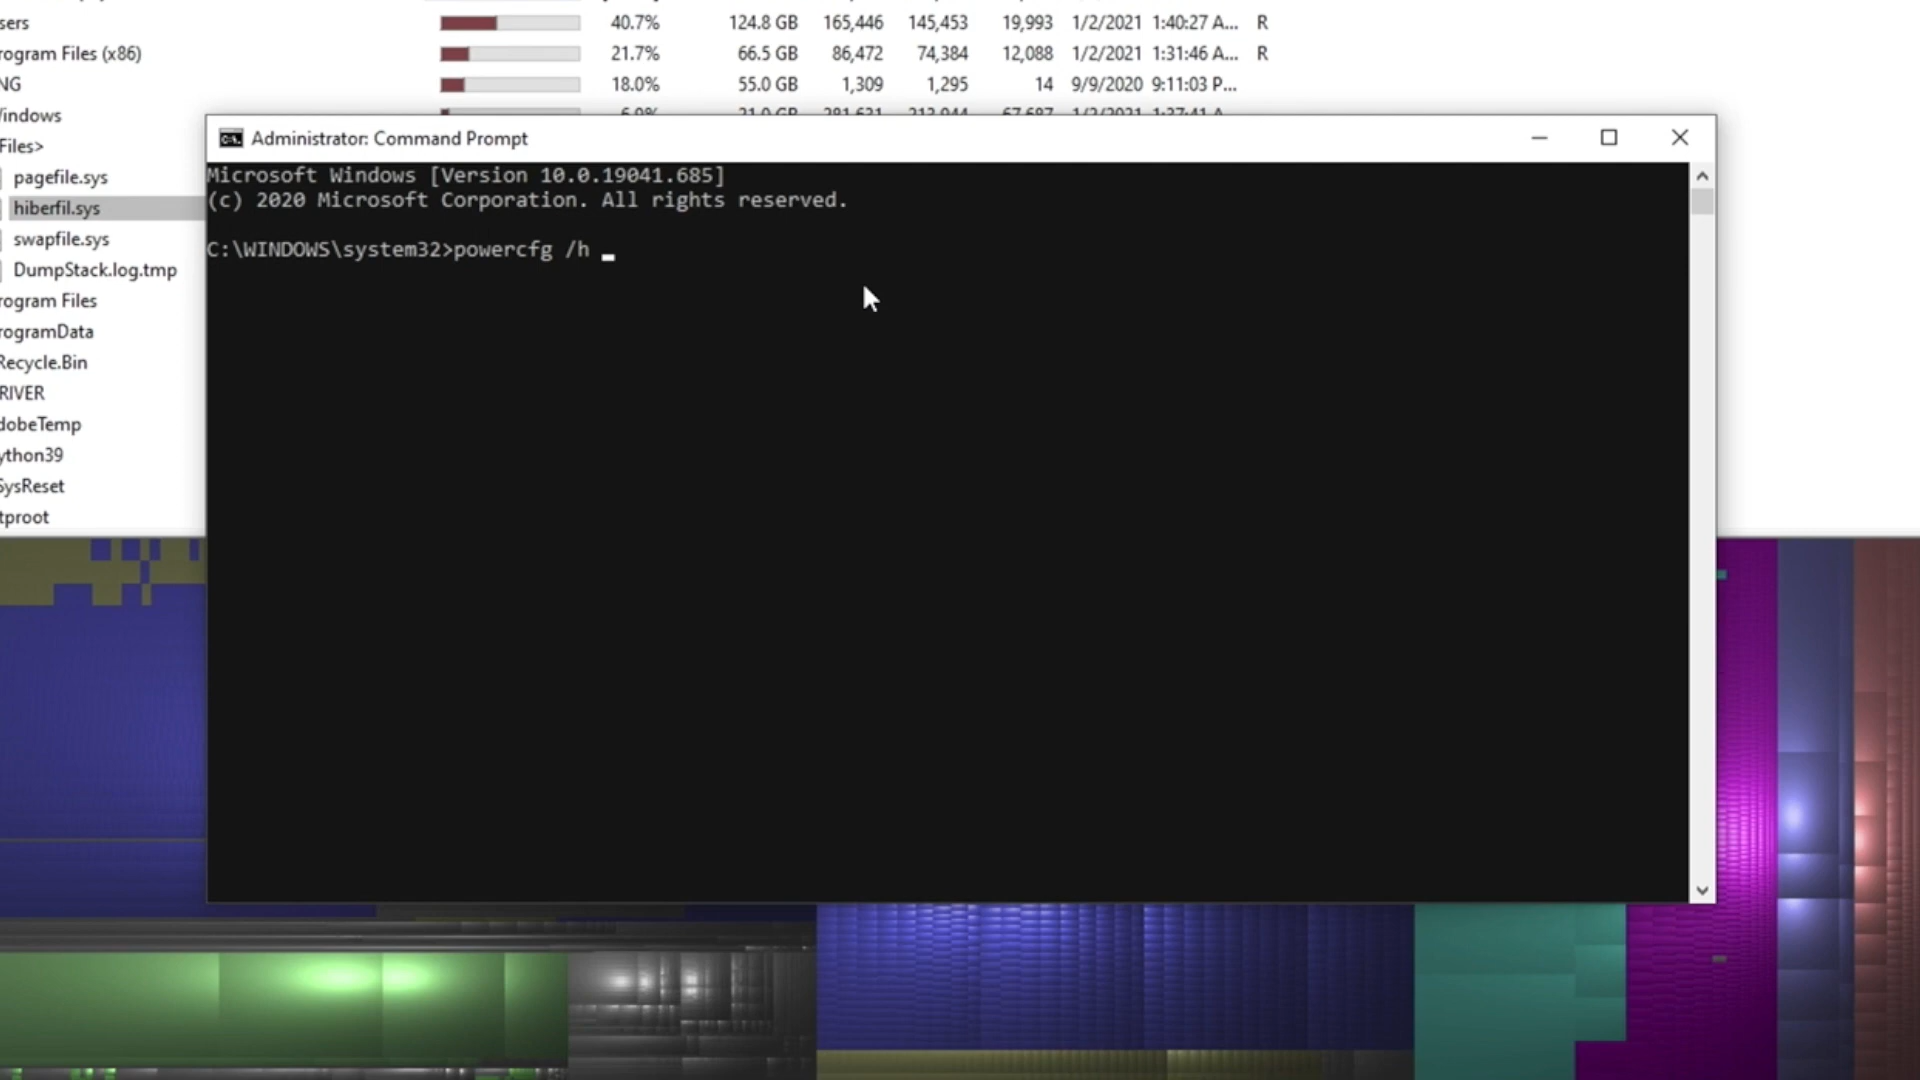 sers 40.7% 124.8 GB 165,446 145,453 19,993 1/2/2021 1:40:27 A... R
rogram Files (x86) 21.7% 66.5 GB 86,472 74,384 12,088 1/2/2021 1:31:46 A... R
NG 18.0% 55.0 GB 1,309 1,295 14 9/9/2020 9:11:03 P...
Vindows
Files>
pagefile.sys
hiberfil.sys
swapfile.sys
DumpStack.log.tmp
rogram Files
rogramData
Recycle.Bin
RIVER
dobeTemp
ython39
SysReset
tproot
Administrator: Command Prompt
Microsoft Windows [Version 10.0.19041.685]
(c) 2020 Microsoft Corporation. All rights reserved.
C:\WINDOWS\system32>powercfg /h _